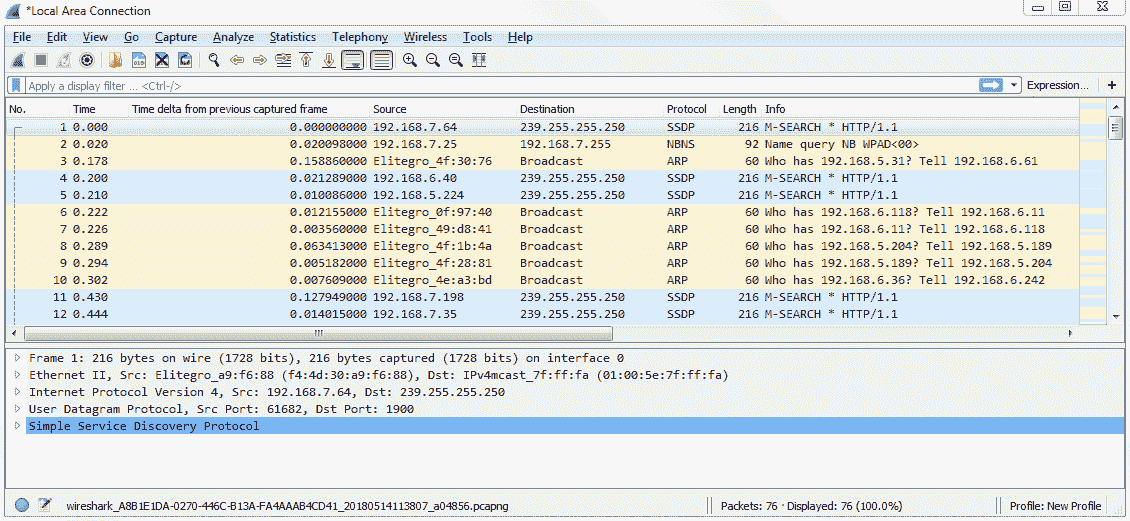 *Local Area Connection
File Edit View Go Capture Analyze Statistics Telephony Wireless Tools Help
Apply a display filter ... <Ctrl-/> Expression... +
No. Time Time delta from previous captured frame Source Destination Protocol Length Info
1 0.000 0.000000000 192.168.7.64 239.255.255.250 SSDP 216 M-SEARCH * HTTP/1.1
2 0.020 0.020098000 192.168.7.25 192.168.7.255 NBNS 92 Name query NB WPAD<00>
3 0.178 0.158860000 Elitegro_4f:30:76 Broadcast ARP 60 Who has 192.168.5.31? Tell 192.168.6.61
4 0.200 0.021289000 192.168.6.40 239.255.255.250 SSDP 216 M-SEARCH * HTTP/1.1
5 0.210 0.010086000 192.168.5.224 239.255.255.250 SSDP 216 M-SEARCH * HTTP/1.1
6 0.222 0.012155000 Elitegro_0f:97:40 Broadcast ARP 60 Who has 192.168.6.118? Tell 192.168.6.11
7 0.226 0.003560000 Elitegro_49:d8:41 Broadcast ARP 60 Who has 192.168.6.11? Tell 192.168.6.118
8 0.289 0.063413000 Elitegro_4f:1b:4a Broadcast ARP 60 Who has 192.168.5.204? Tell 192.168.5.189
9 0.294 0.005182000 Elitegro_4f:28:81 Broadcast ARP 60 Who has 192.168.5.189? Tell 192.168.5.204
10 0.302 0.007609000 Elitegro_4e:a3:bd Broadcast ARP 60 Who has 192.168.6.36? Tell 192.168.6.242
11 0.430 0.127949000 192.168.7.198 239.255.255.250 SSDP 216 M-SEARCH * HTTP/1.1
12 0.444 0.014015000 192.168.7.35 239.255.255.250 SSDP 216 M-SEARCH * HTTP/1.1
Frame 1: 216 bytes on wire (1728 bits), 216 bytes captured (1728 bits) on interface 0
Ethernet II, Src: Elitegro_a9:f6:88 (f4:4d:30:a9:f6:88), Dst: IPv4mcast_7f:ff:fa (01:00:5e:7f:ff:fa)
Internet Protocol Version 4, Src: 192.168.7.64, Dst: 239.255.255.250
User Datagram Protocol, Src Port: 61682, Dst Port: 1900
Simple Service Discovery Protocol
wireshark_A8B1E1DA-0270-446C-B13A-FA4AAAB4CD41_20180514113807_a04856.pcapng Packets: 76 · Displayed: 76 (100.0%) Profile: New Profile